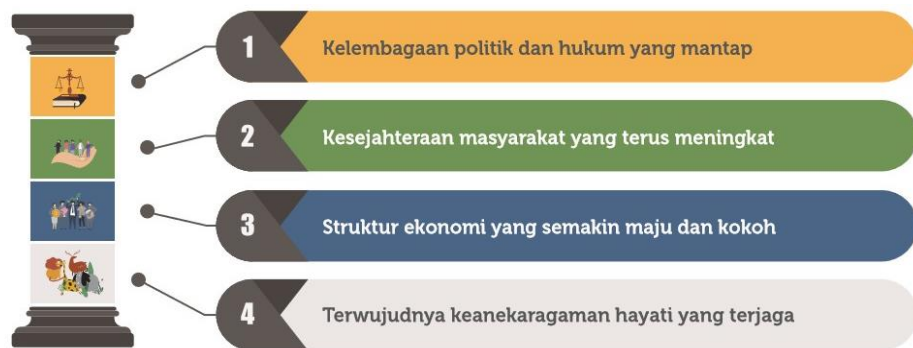 1
Kelembagaan politik dan hukum yang mantap
2
Kesejahteraan masyarakat yang terus meningkat
3
Struktur ekonomi yang semakin maju dan kokoh
4
Terwujudnya keanekaragaman hayati yang terjaga